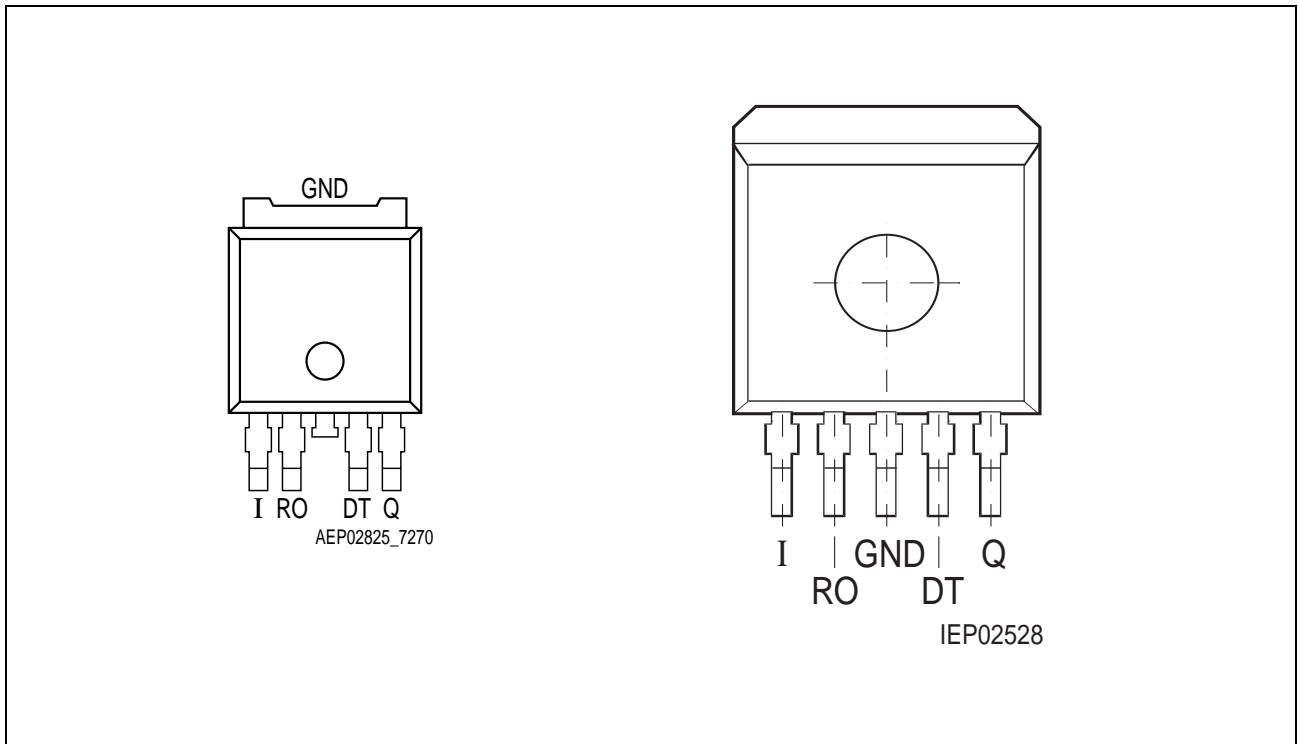 GND
I RO DT Q
AEP02825_7270
I GND Q
RO DT
IEP02528